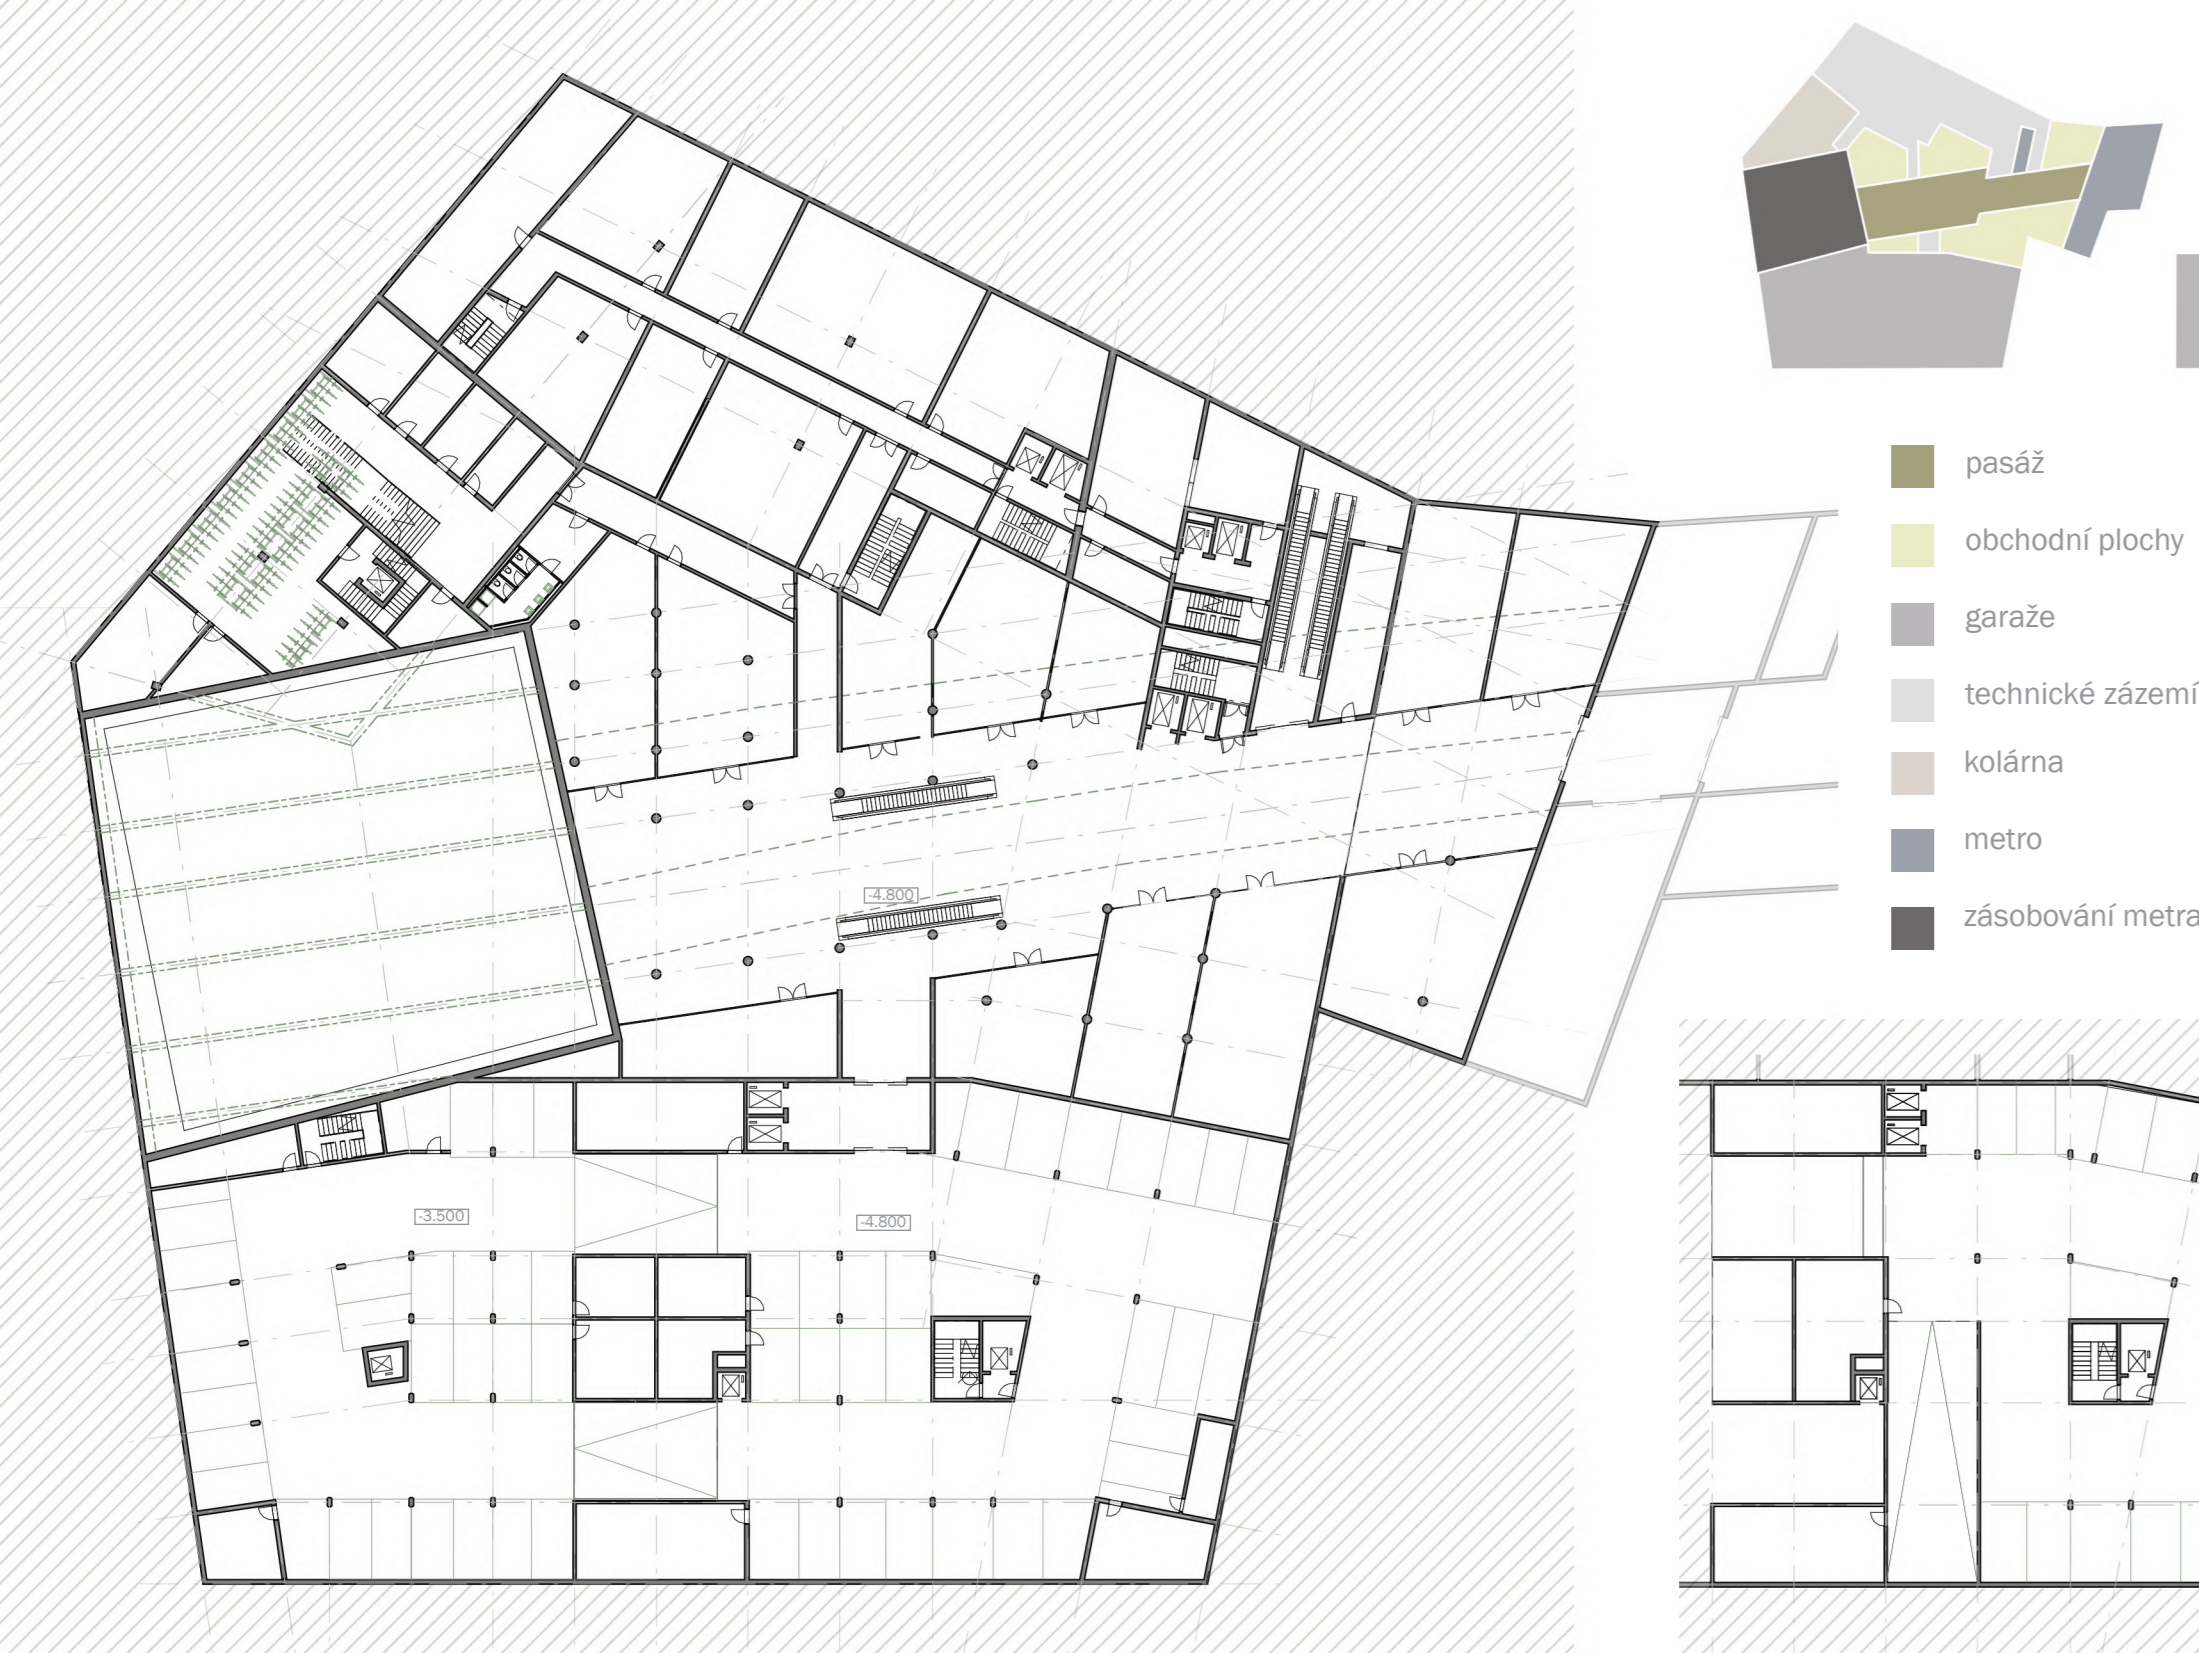 pasáž
obchodní plochy
garaže
technické zázemí
kolárna
metro
zásobování metra
-4.800
-3.500
-4.800